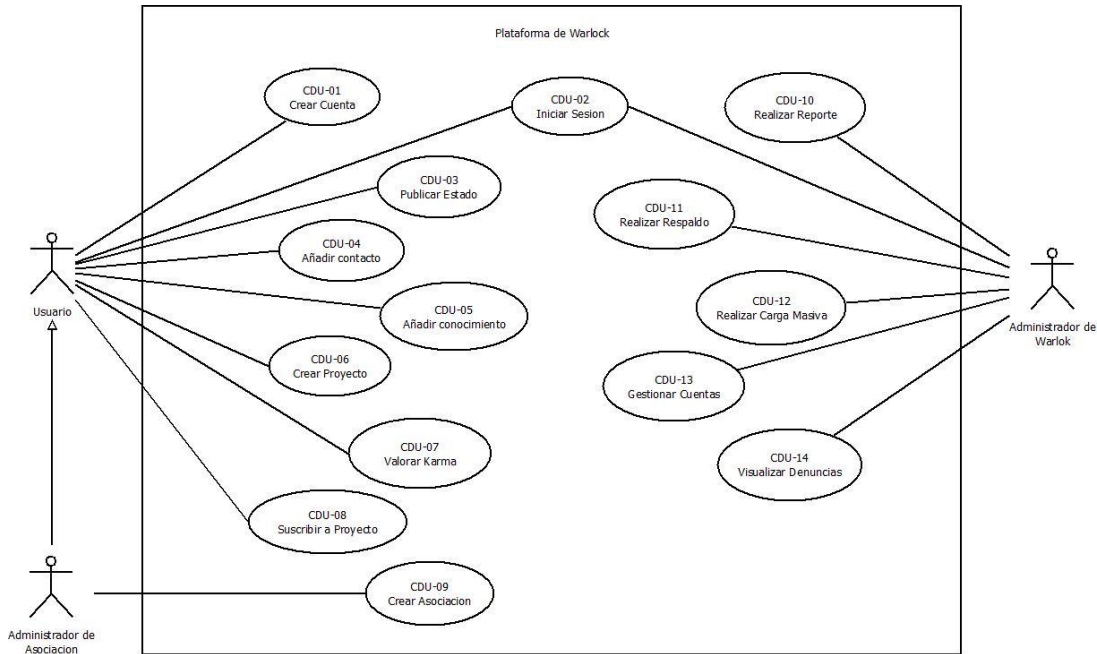 Plataforma de Warlock
CDU-01
Crear Cuenta
CDU-02
Iniciar Sesion
CDU-10
Realizar Reporte
CDU-03
Publicar Estado
CDU-11
Realizar Respaldo
CDU-04
Añadir contacto
Usuario
CDU-05
Añadir conocimiento
CDU-12
Realizar Carga Masiva
Administrador de
Warlok
CDU-06
Crear Proyecto
CDU-13
Gestionar Cuentas
CDU-07
Valorar Karma
CDU-14
Visualizar Denuncias
CDU-08
Suscribir a Proyecto
CDU-09
Crear Asociacion
Administrador de
Asociacion